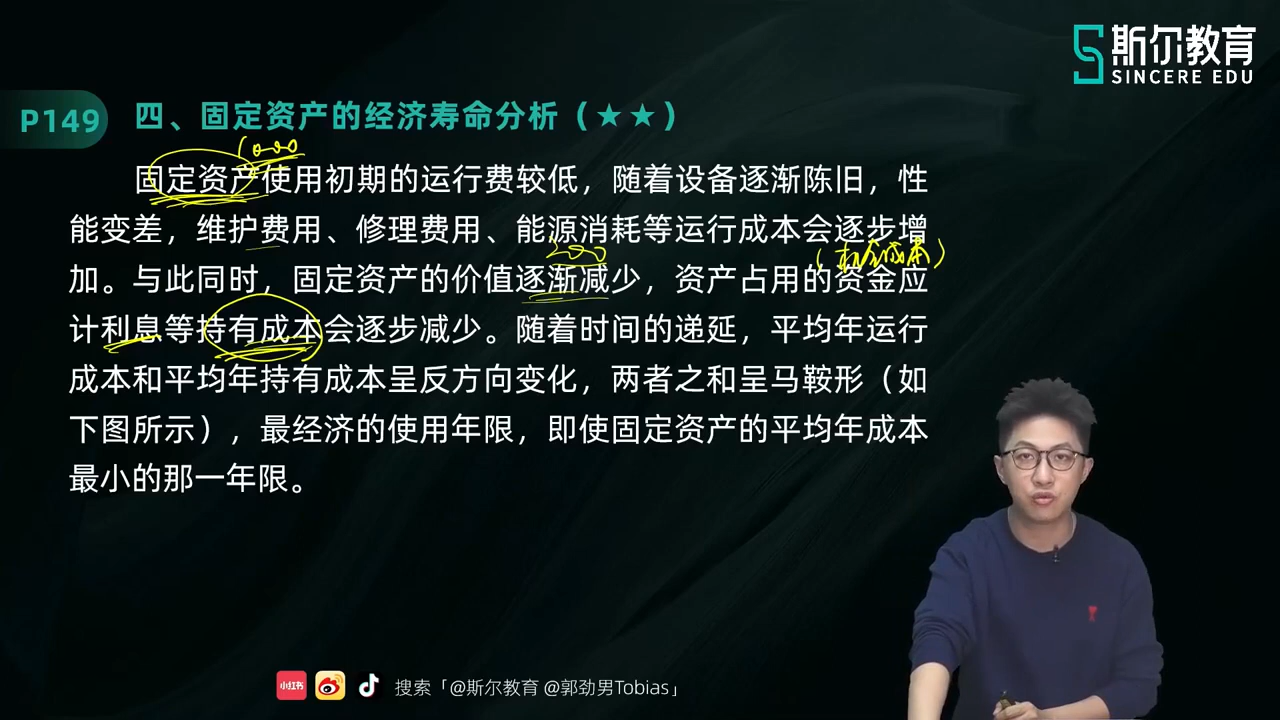 斯尔教育
SINCERE EDU
P149
四、固定资产的经济寿命分析（★★）
1000
固定资产使用初期的运行费较低，随着设备逐渐陈旧，性
能变差，维护费用、修理费用、能源消耗等运行成本会逐步增
200
（机会成本）
加。与此同时，固定资产的价值逐渐减少，资产占用的资金应
计利息等持有成本会逐步减少。随着时间的递延，平均年运行
成本和平均年持有成本呈反方向变化，两者之和呈马鞍形（如
下图所示），最经济的使用年限，即使固定资产的平均年成本
最小的那一年限。
小红书
搜索「@斯尔教育 @郭劲男Tobias」